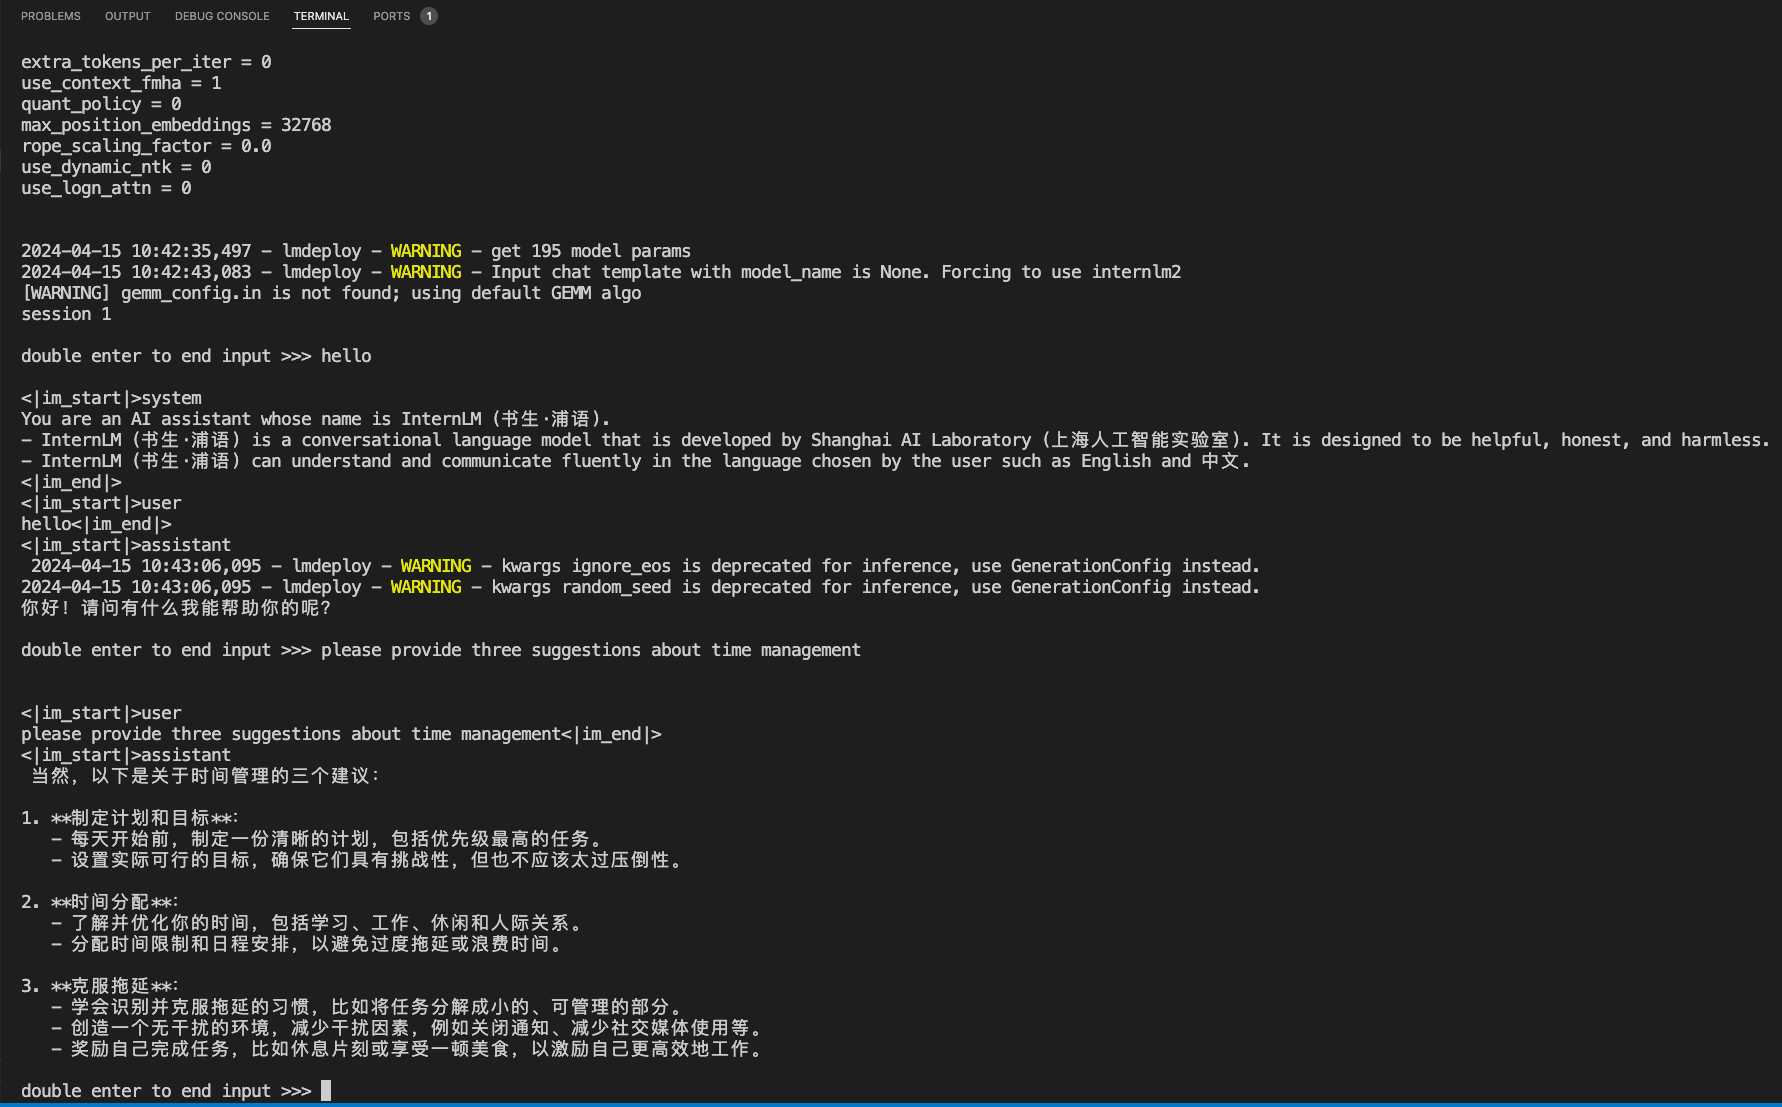 PROBLEMS OUTPUT DEBUG CONSOLE TERMINAL PORTS 1
extra_tokens_per_iter = 0
use_context_fmha = 1
quant_policy = 0
max_position_embeddings = 32768
rope_scaling_factor = 0.0
use_dynamic_ntk = 0
use_logn_attn = 0
2024-04-15 10:42:35,497 - lmdeploy - WARNING - get 195 model params
2024-04-15 10:42:43,083 - lmdeploy - WARNING - Input chat template with model_name is None. Forcing to use internlm2
[WARNING] gemm_config.in is not found; using default GEMM algo
session 1
double enter to end input >>> hello
<|im_start|>system
You are an AI assistant whose name is InternLM (书生·浦语).
- InternLM (书生·浦语) is a conversational language model that is developed by Shanghai AI Laboratory (上海人工智能实验室). It is designed to be helpful, honest, and harmless.
- InternLM (书生·浦语) can understand and communicate fluently in the language chosen by the user such as English and 中文.
<|im_end|>
<|im_start|>user
hello<|im_end|>
<|im_start|>assistant
2024-04-15 10:43:06,095 - lmdeploy - WARNING - kwargs ignore_eos is deprecated for inference, use GenerationConfig instead.
2024-04-15 10:43:06,095 - lmdeploy - WARNING - kwargs random_seed is deprecated for inference, use GenerationConfig instead.
你好！请问有什么我能帮助你的呢？
double enter to end input >>> please provide three suggestions about time management
<|im_start|>user
please provide three suggestions about time management<|im_end|>
<|im_start|>assistant
当然，以下是关于时间管理的三个建议：
1. **制定计划和目标**：
- 每天开始前，制定一份清晰的计划，包括优先级最高的任务。
- 设置实际可行的目标，确保它们具有挑战性，但也不应该太过压倒性。
2. **时间分配**：
- 了解并优化你的时间，包括学习、工作、休闲和人际关系。
- 分配时间限制和日程安排，以避免过度拖延或浪费时间。
3. **克服拖延**：
- 学会识别并克服拖延的习惯，比如将任务分解成小的、可管理的部分。
- 创造一个无干扰的环境，减少干扰因素，例如关闭通知、减少社交媒体使用等。
- 奖励自己完成任务，比如休息片刻或享受一顿美食，以激励自己更高效地工作。
double enter to end input >>>